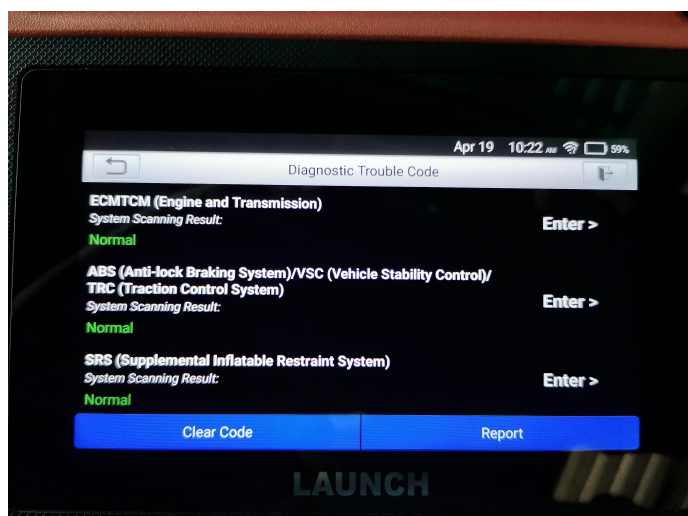 Apr 19 10:22 AM 59%
Diagnostic Trouble Code
ECMTCM (Engine and Transmission)
System Scanning Result:
Normal
Enter >
ABS (Anti-lock Braking System)/VSC (Vehicle Stability Control)/
TRC (Traction Control System)
System Scanning Result:
Normal
Enter >
SRS (Supplemental Inflatable Restraint System)
System Scanning Result:
Normal
Enter >
Clear Code
Report
LAUNCH